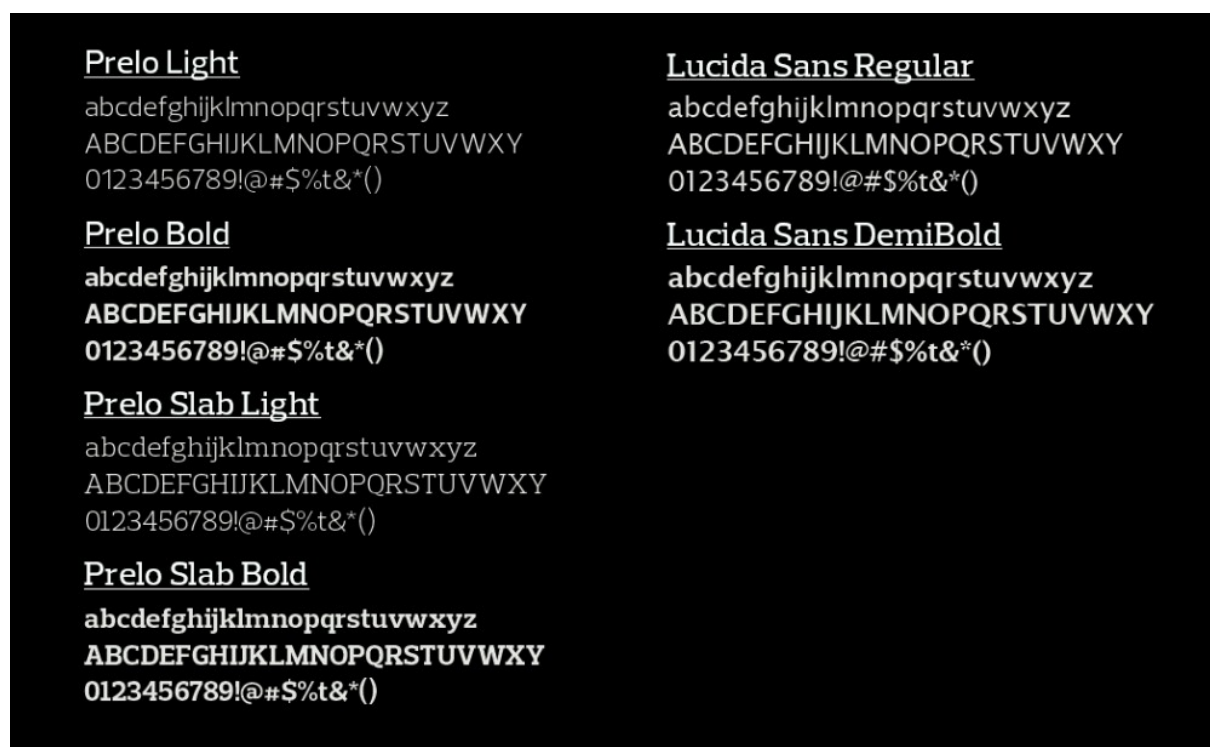 Prelo Light
abcdefghijklmnopqrstuvwxyz
ABCDEFGHIJKLMNOPQRSTUVWXY
0123456789!@#$%t&*()
Prelo Bold
abcdefghijklmnopqrstuvwxyz
ABCDEFGHIJKLMNOPQRSTUVWXY
0123456789!@#$%t&*()
Prelo Slab Light
abcdefghijklmnopqrstuvwxyz
ABCDEFGHIJKLMNOPQRSTUVWXY
0123456789!@#$%t&*()
Prelo Slab Bold
abcdefghijklmnopqrstuvwxyz
ABCDEFGHIJKLMNOPQRSTUVWXY
0123456789!@#$%t&*()
Lucida Sans Regular
abcdefghijklmnopqrstuvwxyz
ABCDEFGHIJKLMNOPQRSTUVWXY
0123456789!@#$%t&*()
Lucida Sans DemiBold
abcdefghijklmnopqrstuvwxyz
ABCDEFGHIJKLMNOPQRSTUVWXY
0123456789!@#$%t&*()